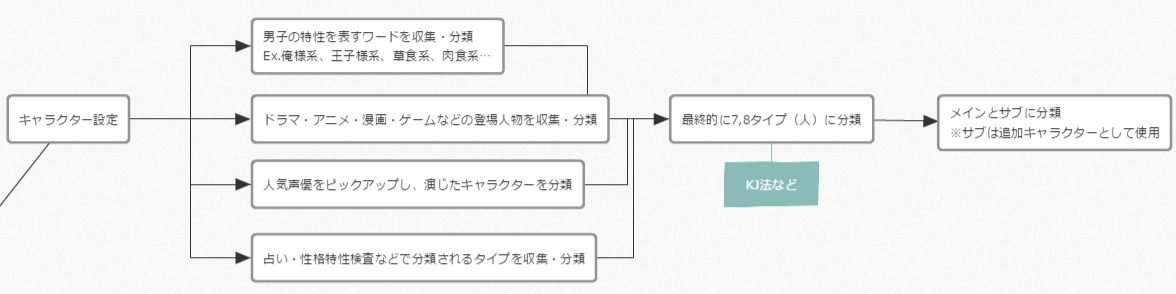 男子の特性を表すワードを収集・分類
Ex.俺様系、王子様系、草食系、肉食系…
キャラクター設定
ドラマ・アニメ・漫画・ゲームなどの登場人物を収集・分類
最終的に7,8タイプ（人）に分類
メインとサブに分類
※サブは追加キャラクターとして使用
人気声優をピックアップし、演じたキャラクターを分類
KJ法など
占い・性格特性検査などで分類されるタイプを収集・分類